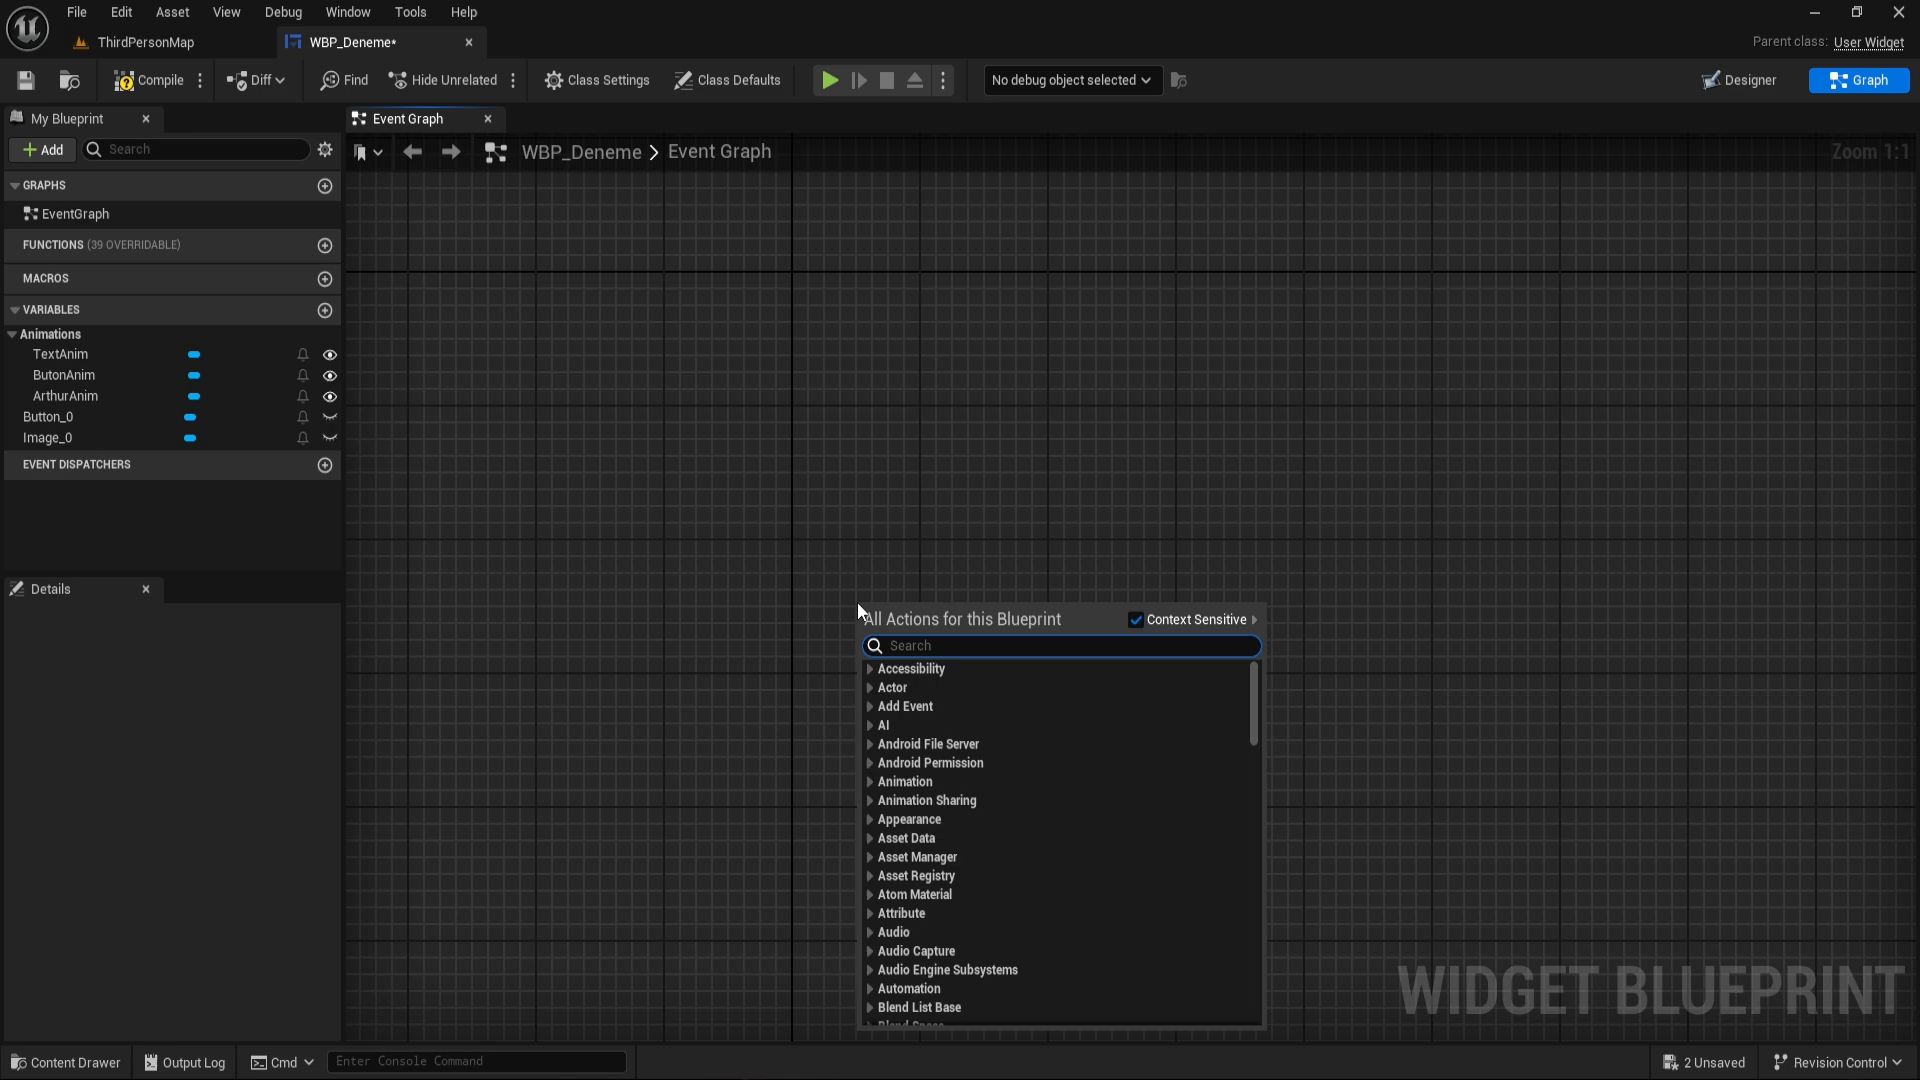 File Edit Asset View Debug Window Tools Help
ThirdPersonMap WBP_Deneme*
Parent class: User Widget
Compile Diff Find Hide Unrelated Class Settings Class Defaults No debug object selected Designer Graph
My Blueprint
Event Graph
Add Search
WBP_Deneme > Event Graph
Zoom 1:1
GRAPHS
EventGraph
FUNCTIONS (39 OVERRIDABLE)
MACROS
VARIABLES
Animations
TextAnim
ButonAnim
ArthurAnim
Button_0
Image_0
EVENT DISPATCHERS
Details
All Actions for this Blueprint Context Sensitive
Search
Accessibility
Actor
Add Event
AI
Android File Server
Android Permission
Animation
Animation Sharing
Appearance
Asset Data
Asset Manager
Asset Registry
Atom Material
Attribute
Audio
Audio Capture
Audio Engine Subsystems
Automation
Blend List Base
Blend Space
WIDGET BLUEPRINT
Content Drawer Output Log Cmd Enter Console Command 2 Unsaved Revision Control